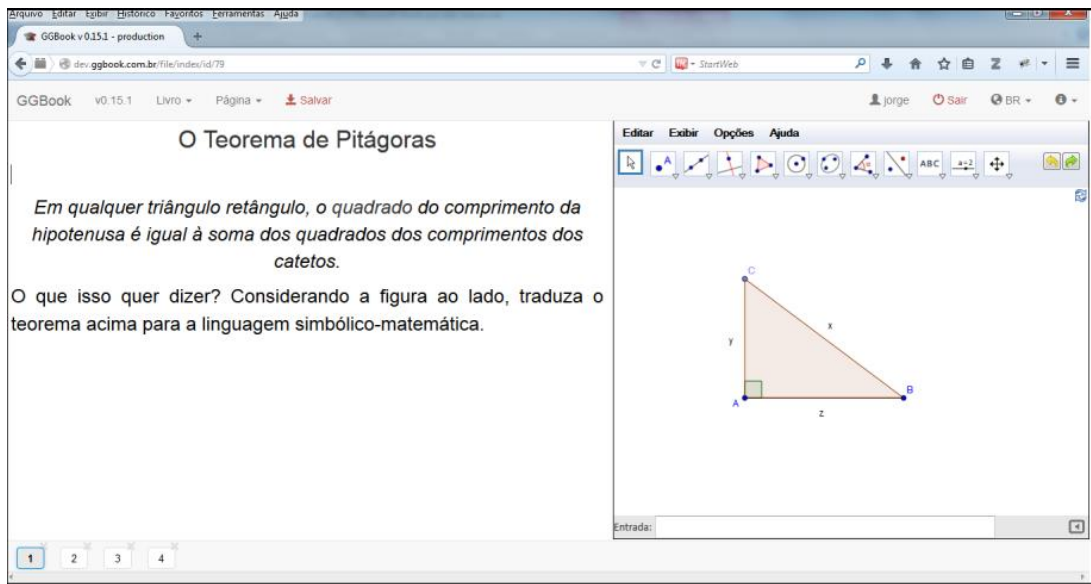 Arquivo Editar Exibir Histórico Favoritos Ferramentas Ajuda
GGBook v 0.15.1 - production
dev.ggbook.com.br/file/index/id/79
StartWeb
GGBook v0.15.1 Livro Página Salvar jorge Sair BR
O Teorema de Pitágoras
Em qualquer triângulo retângulo, o quadrado do comprimento da
hipotenusa é igual à soma dos quadrados dos comprimentos dos
catetos.
O que isso quer dizer? Considerando a figura ao lado, traduza o
teorema acima para a linguagem simbólico-matemática.
Editar Exibir Opções Ajuda
A ABC a=2
C
x
y
A
B
z
Entrada:
1 2 3 4